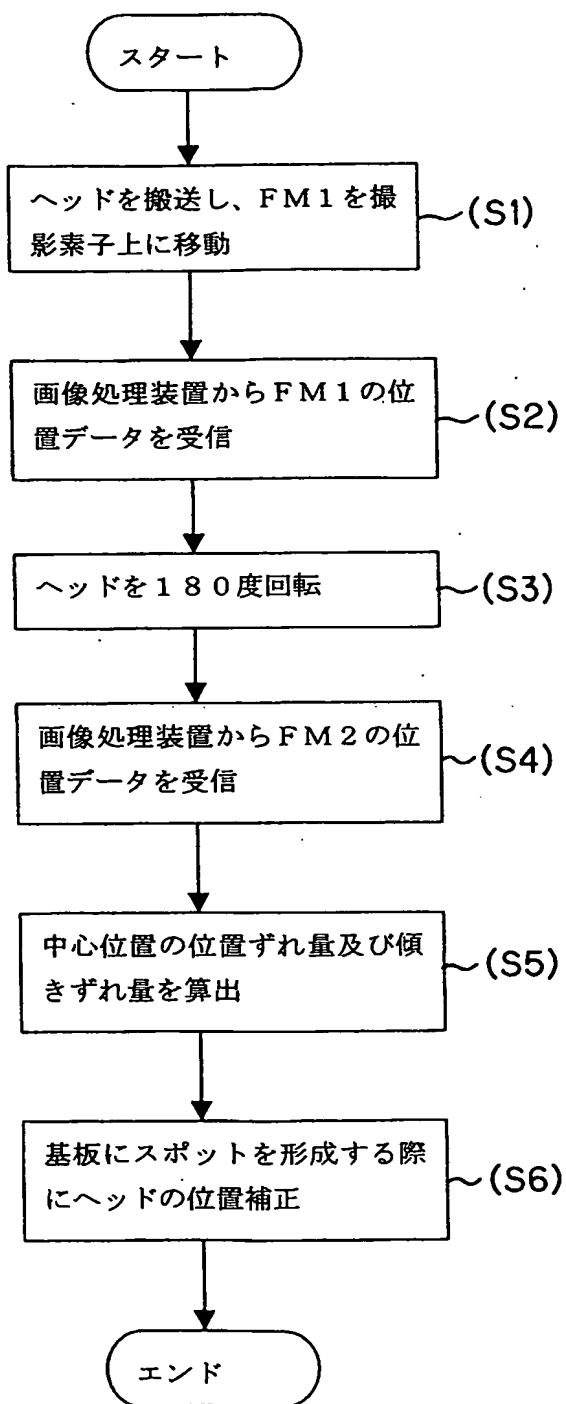 スタート
ヘッドを搬送し、ＦＭ１を撮
影素子上に移動
(S1)
画像処理装置からＦＭ１の位
置データを受信
(S2)
ヘッドを１８０度回転
(S3)
画像処理装置からＦＭ２の位
置データを受信
(S4)
中心位置の位置ずれ量及び傾
きずれ量を算出
(S5)
基板にスポットを形成する際
にヘッドの位置補正
(S6)
エンド